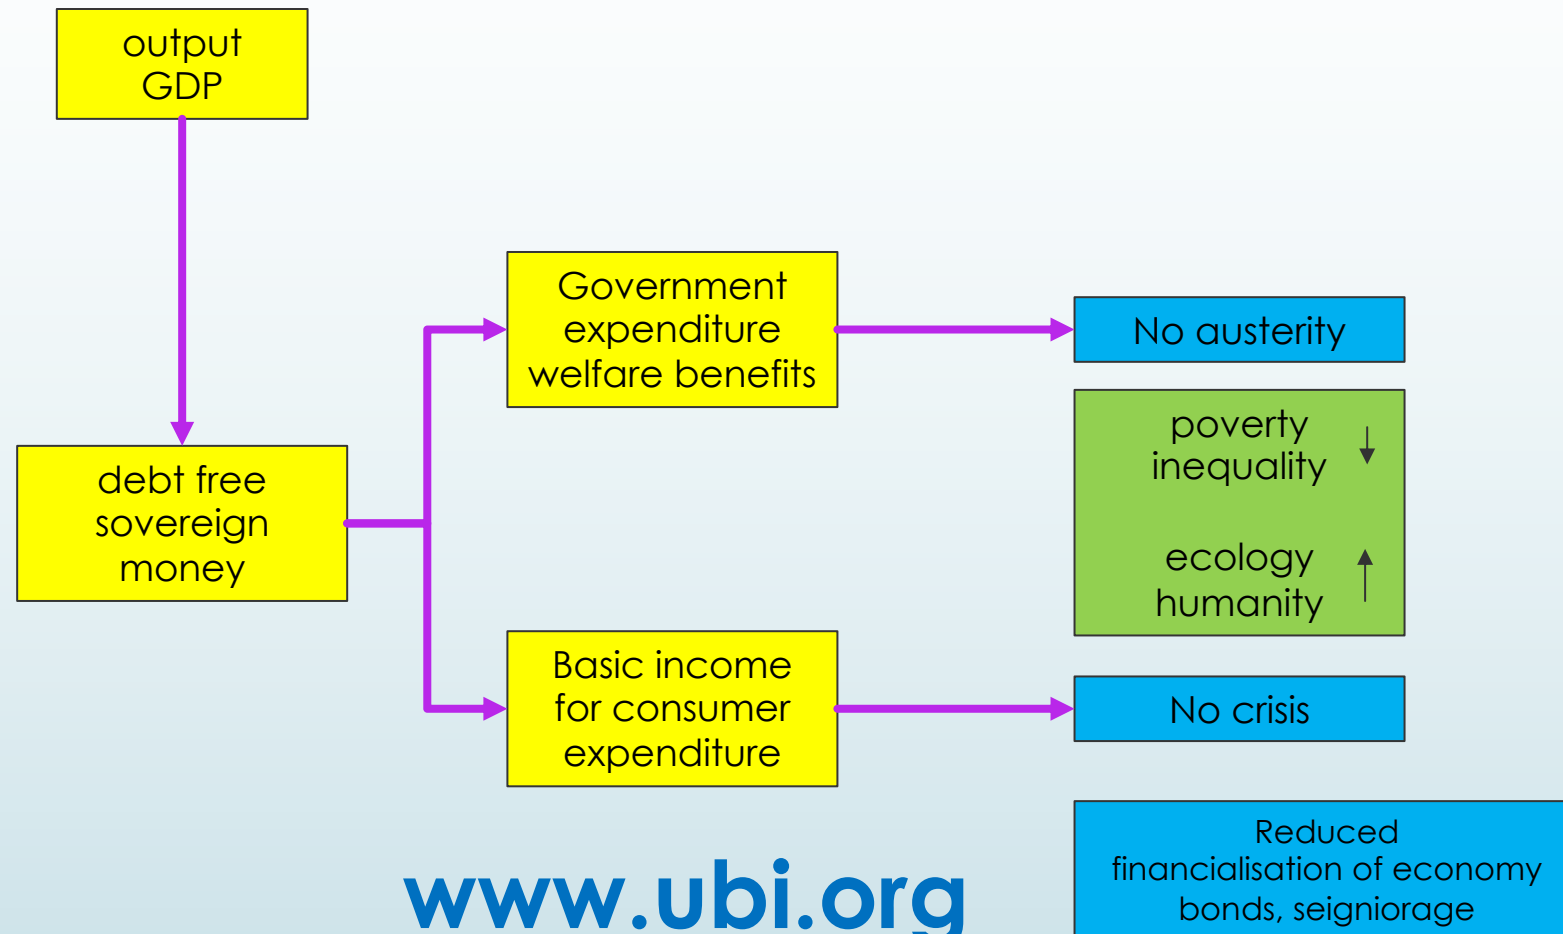 output
GDP
Government
expenditure
welfare benefits
No austerity
poverty
inequality
ecology
humanity
debt free
sovereign
money
Basic income
for consumer
expenditure
No crisis
Reduced
financialisation of economy
bonds, seigniorage
www.ubi.org